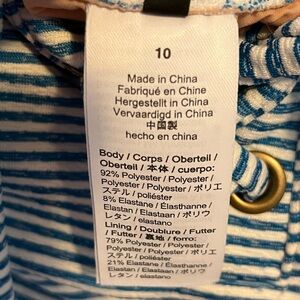 10
Made in China
Fabriqué en Chine
Hergestellt in China
Vervaardigd in China
中国製
hecho en china
Body / Corps / Oberteil /
Oberteil / 本体 / cuerpo:
92% Polyester / Polyester /
Polyester / Polyester / ポリエ
ステル / poliéster
8% Elastane / Élasthanne /
Elastan / Elastaan / ポリウ
レタン / elastano
Lining / Doublure / Futter
/ Futter / 裏地 / forro:
79% Polyester / Polyester /
Polyester / Polyester / ポリエ
ステル / poliéster
21% Elastane / Élasthanne /
Elastan / Elastaan / ポリウ
レタン / elastano